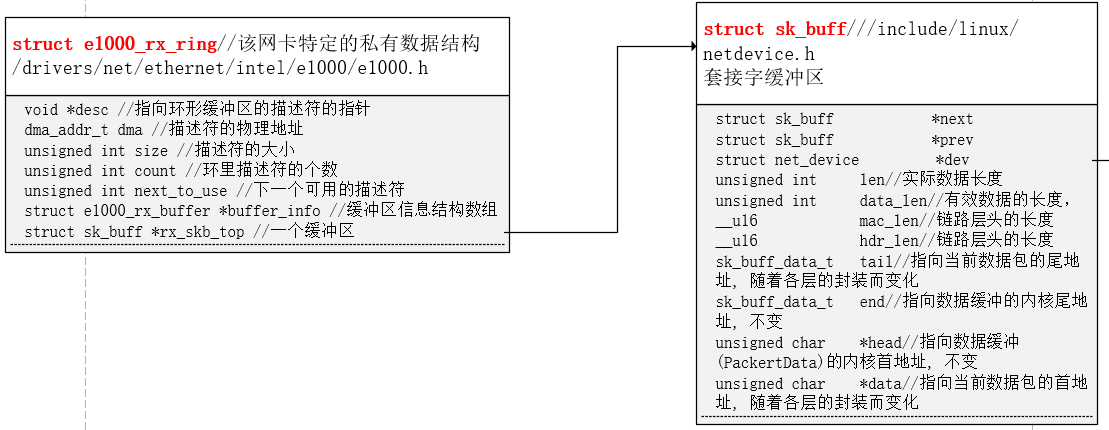 struct e1000_rx_ring//该网卡特定的私有数据结构
/drivers/net/ethernet/intel/e1000/e1000.h
void *desc //指向环形缓冲区的描述符的指针
dma_addr_t dma //描述符的物理地址
unsigned int size //描述符的大小
unsigned int count //环里描述符的个数
unsigned int next_to_use //下一个可用的描述符
struct e1000_rx_buffer *buffer_info //缓冲区信息结构数组
struct sk_buff *rx_skb_top //一个缓冲区
struct sk_buff///include/linux/
netdevice.h
套接字缓冲区
struct sk_buff *next
struct sk_buff *prev
struct net_device *dev
unsigned int len//实际数据长度
unsigned int data_len//有效数据的长度,
__u16 mac_len//链路层头的长度
__u16 hdr_len//链路层头的长度
sk_buff_data_t tail//指向当前数据包的尾地
址, 随着各层的封装而变化
sk_buff_data_t end//指向数据缓冲的内核尾地
址, 不变
unsigned char *head//指向数据缓冲
(PackertData)的内核首地址, 不变
unsigned char *data//指向当前数据包的首地
址, 随着各层的封装而变化